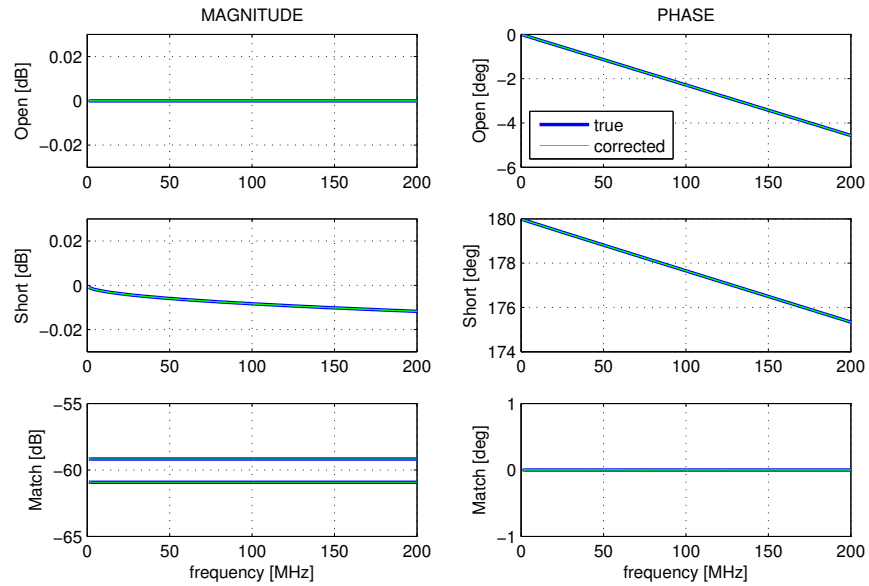 MAGNITUDE
PHASE
Open [dB]
0.02
0
−0.02
0 50 100 150 200
Open [deg]
0
−2
−4
−6
true
corrected
0 50 100 150 200
Short [dB]
0.02
0
−0.02
0 50 100 150 200
Short [deg]
180
178
176
174
0 50 100 150 200
Match [dB]
−55
−60
−65
0 50 100 150 200
frequency [MHz]
Match [deg]
1
0
−1
0 50 100 150 200
frequency [MHz]